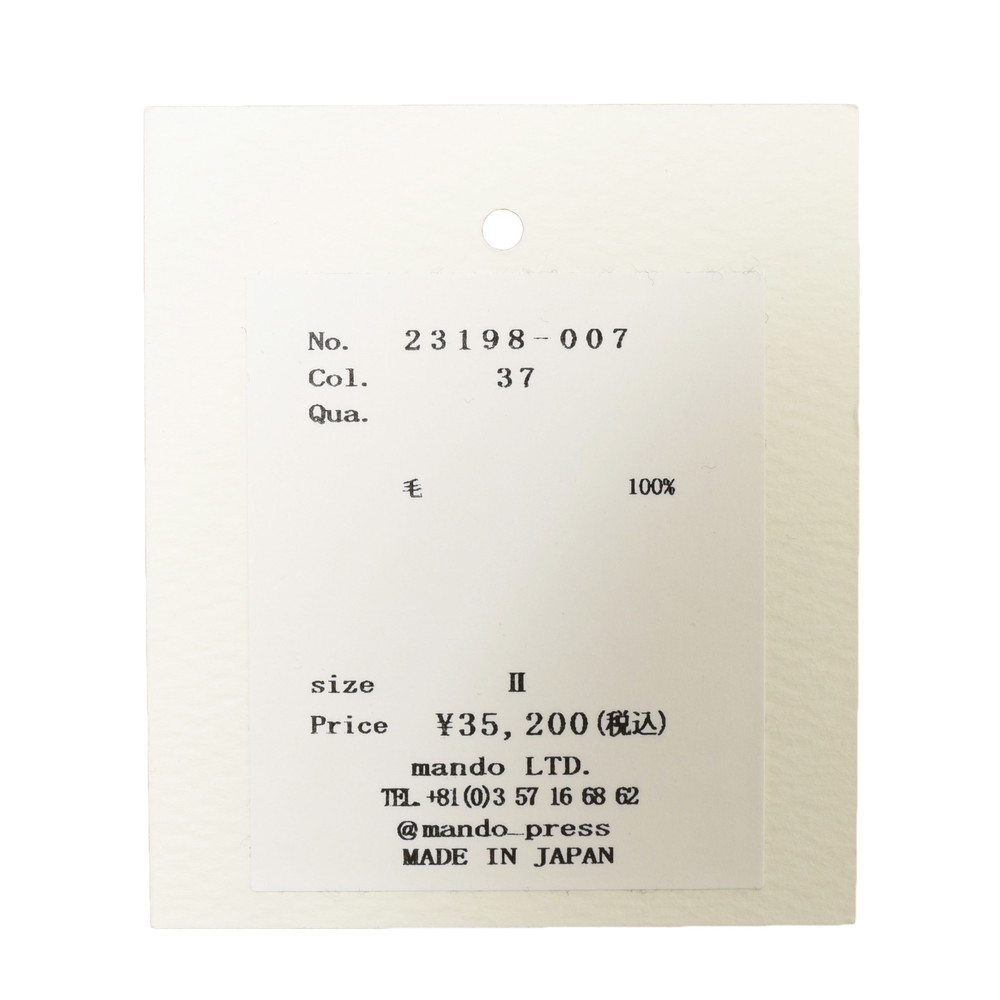 No. 23198-007
Col. 37
Qua.
毛 100%
size Ⅱ
Price ¥35,200(税込)
mando LTD.
TEL. +81(0)3 57 16 68 62
@mando_press
MADE IN JAPAN